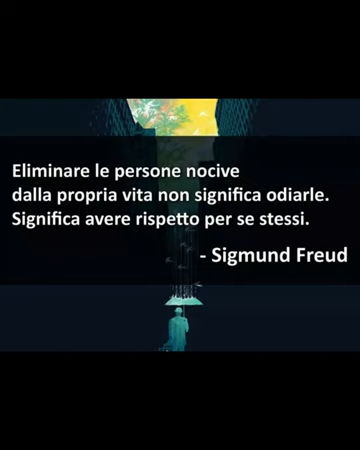 Eliminare le persone nocive
dalla propria vita non significa odiarle.
Significa avere rispetto per se stessi.
- Sigmund Freud